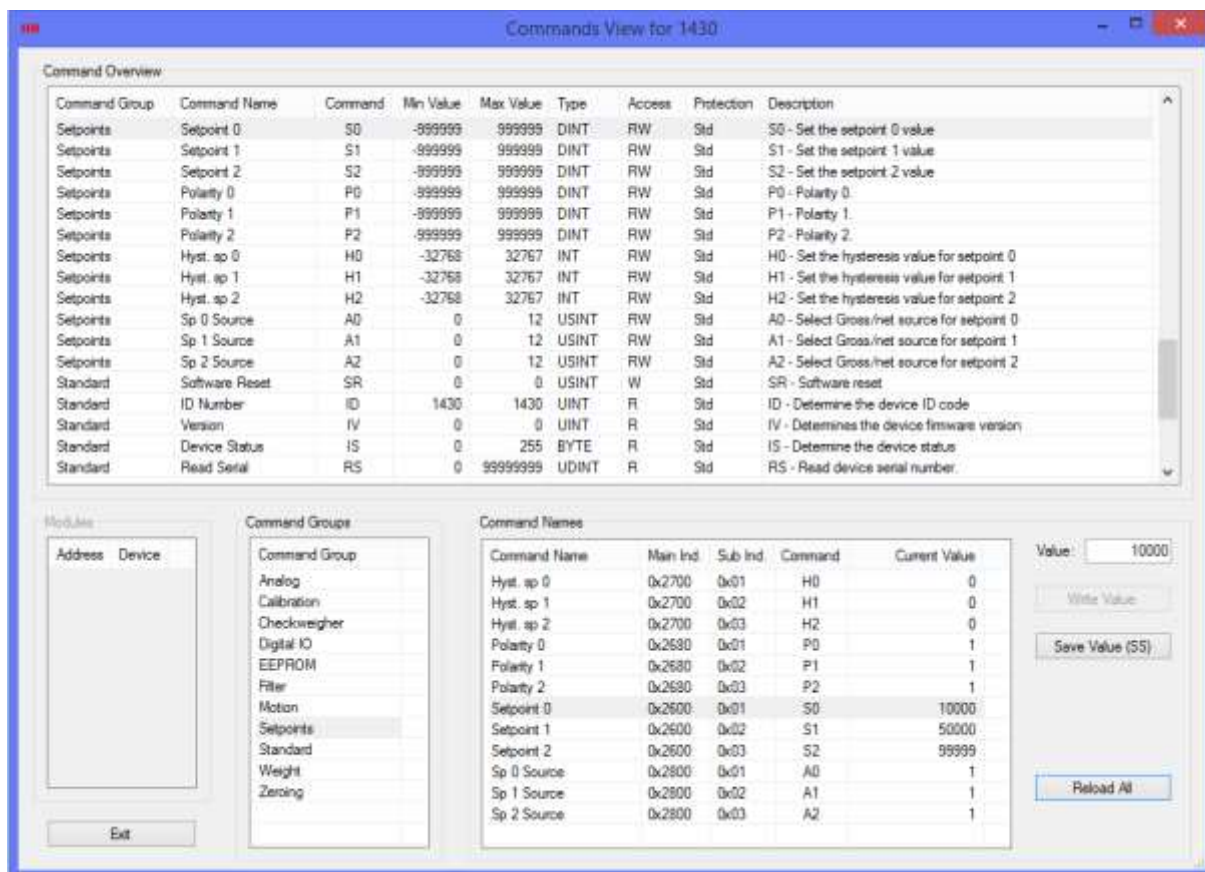 Commands View for 1430
Command Overview
Command Group Command Name Command Min Value Max Value Type Access Protection Description
Setpoints Setpoint 0 S0 -999999 999999 DINT RW Std S0 - Set the setpoint 0 value
Setpoints Setpoint 1 S1 -999999 999999 DINT RW Std S1 - Set the setpoint 1 value
Setpoints Setpoint 2 S2 -999999 999999 DINT RW Std S2 - Set the setpoint 2 value
Setpoints Polarity 0 P0 -999999 999999 DINT RW Std P0 - Polarity 0.
Setpoints Polarity 1 P1 -999999 999999 DINT RW Std P1 - Polarity 1.
Setpoints Polarity 2 P2 -999999 999999 DINT RW Std P2 - Polarity 2.
Setpoints Hyst. sp 0 H0 -32768 32767 INT RW Std H0 - Set the hysteresis value for setpoint 0
Setpoints Hyst. sp 1 H1 -32768 32767 INT RW Std H1 - Set the hysteresis value for setpoint 1
Setpoints Hyst. sp 2 H2 -32768 32767 INT RW Std H2 - Set the hysteresis value for setpoint 2
Setpoints Sp 0 Source A0 0 12 USINT RW Std A0 - Select Gross/net source for setpoint 0
Setpoints Sp 1 Source A1 0 12 USINT RW Std A1 - Select Gross/net source for setpoint 1
Setpoints Sp 2 Source A2 0 12 USINT RW Std A2 - Select Gross/net source for setpoint 2
Standard Software Reset SR 0 0 USINT W Std SR - Software reset
Standard ID Number ID 1430 1430 UINT R Std ID - Determine the device ID code
Standard Version IV 0 0 UINT R Std IV - Determines the device firmware version
Standard Device Status IS 0 255 BYTE R Std IS - Determine the device status
Standard Read Serial RS 0 99999999 UDINT R Std RS - Read device serial number.
Modules
Address Device
Exit
Command Groups
Command Group
Analog
Calibration
Checkweigher
Digital IO
EEPROM
Filter
Motion
Setpoints
Standard
Weight
Zeroing
Command Names
Command Name Main Ind. Sub Ind. Command Current Value
Hyst. sp 0 0x2700 0x01 H0 0
Hyst. sp 1 0x2700 0x02 H1 0
Hyst. sp 2 0x2700 0x03 H2 0
Polarity 0 0x2680 0x01 P0 1
Polarity 1 0x2680 0x02 P1 1
Polarity 2 0x2680 0x03 P2 1
Setpoint 0 0x2600 0x01 S0 10000
Setpoint 1 0x2600 0x02 S1 50000
Setpoint 2 0x2600 0x03 S2 99999
Sp 0 Source 0x2800 0x01 A0 1
Sp 1 Source 0x2800 0x02 A1 1
Sp 2 Source 0x2800 0x03 A2 1
Value: 10000
Write Value
Save Value (SS)
Reload All